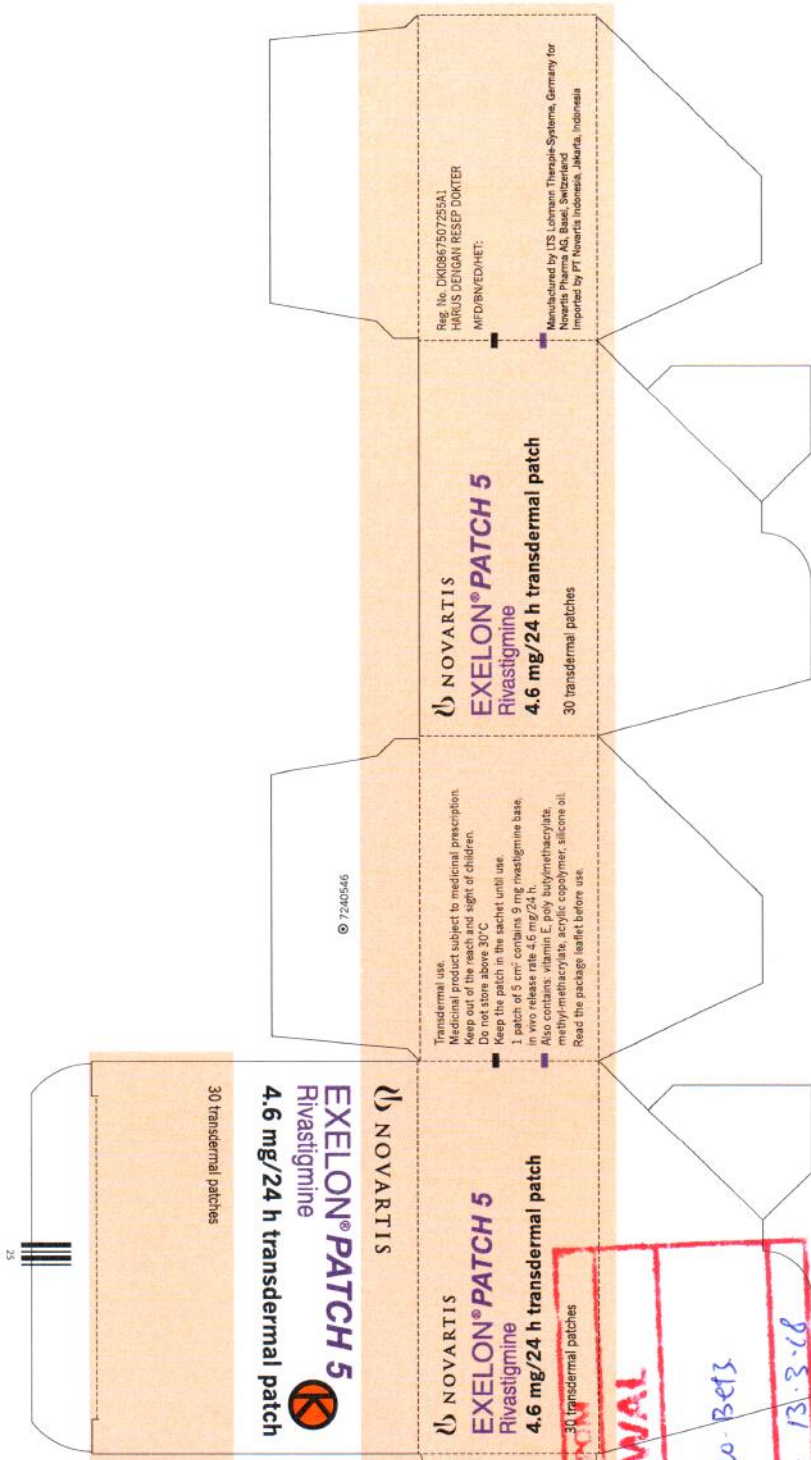 Reg. No. DKI0867507255A1
HARUS DENGAN RESEP DOKTER
MFD/BN/ED/HET:
Manufactured by LTS Lohmann Therapie-Systeme, Germany for
Novartis Pharma AG, Basel, Switzerland
Imported by PT Novartis Indonesia, Jakarta, Indonesia
NOVARTIS
EXELON® PATCH 5
Rivastigmine
4.6 mg/24 h transdermal patch
30 transdermal patches
7240546
Transdermal use.
Medicinal product subject to medicinal prescription.
Keep out of the reach and sight of children.
Do not store above 30°C
Keep the patch in the sachet until use.
1 patch of 5 cm² contains 9 mg rivastigmine base,
in vivo release rate 4.6 mg/24 h.
Also contains: vitamin E, poly butylmethacrylate,
methyl-methacrylate, acrylic copolymer, silicone oil.
Read the package leaflet before use.
NOVARTIS
EXELON® PATCH 5
Rivastigmine
4.6 mg/24 h transdermal patch
30 transdermal patches
NOVARTIS
EXELON® PATCH 5
Rivastigmine
K
4.6 mg/24 h transdermal patch
30 transdermal patches
25
POM
WAL
13-3-18